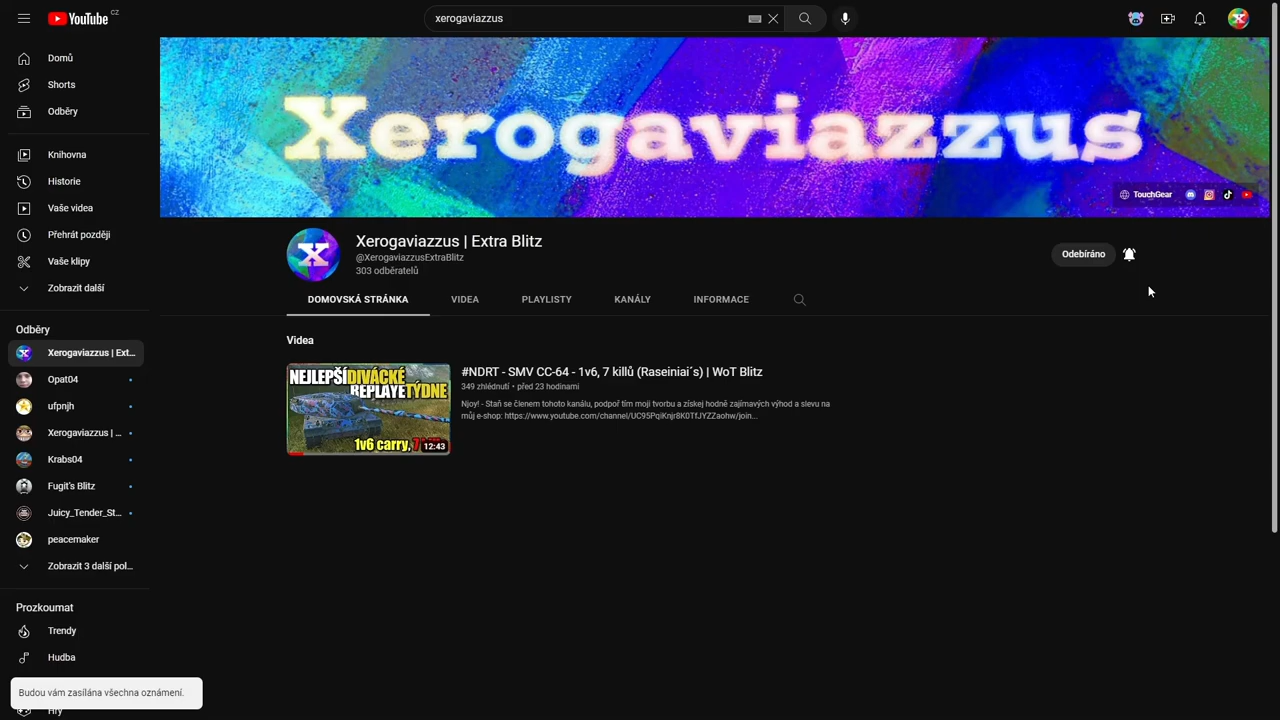 YouTube CZ
xerogaviazzus
Domů
Shorts
Odběry
Knihovna
Historie
Vaše videa
Přehrát později
Vaše klipy
Zobrazit další
Odběry
Xerogaviazzus | Ext...
Opat04
ufpnjh
Xerogaviazzus | ...
Krabs04
Fugit's Blitz
Juicy_Tender_St...
peacemaker
Zobrazit 3 další pol...
Prozkoumat
Trendy
Hudba
Hry
Budou vám zasílána všechna oznámení.
Xerogaviazzus
TouchGear
X
Xerogaviazzus | Extra Blitz
@XerogaviazzusExtraBlitz
303 odběratelů
Odebíráno
DOMOVSKÁ STRÁNKA VIDEA PLAYLISTY KANÁLY INFORMACE
Videa
NEJLEPŠÍ DIVÁCKÉ
REPLAYE TÝDNE
1v6 carry, 7
12:43
#NDRT - SMV CC-64 - 1v6, 7 killů (Raseiniai´s) | WoT Blitz
349 zhlédnutí • před 23 hodinami
Njoy! - Staň se členem tohoto kanálu, podpoř tím moji tvorbu a získej hodně zajímavých výhod a slevu na
můj e-shop: https://www.youtube.com/channel/UC95PqiKnjr8K0TfJYZZaohw/join...